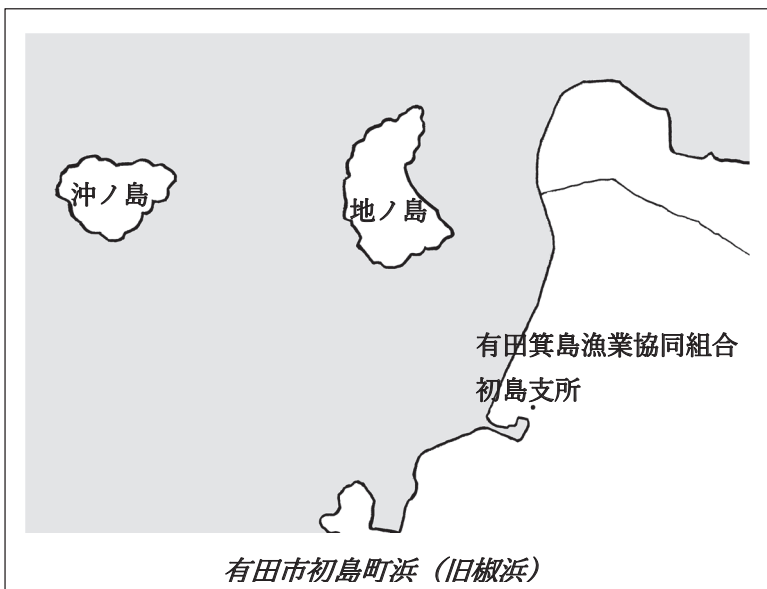 沖ノ島
地ノ島
有田箕島漁業協同組合
初島支所
有田市初島町浜（旧椒浜）